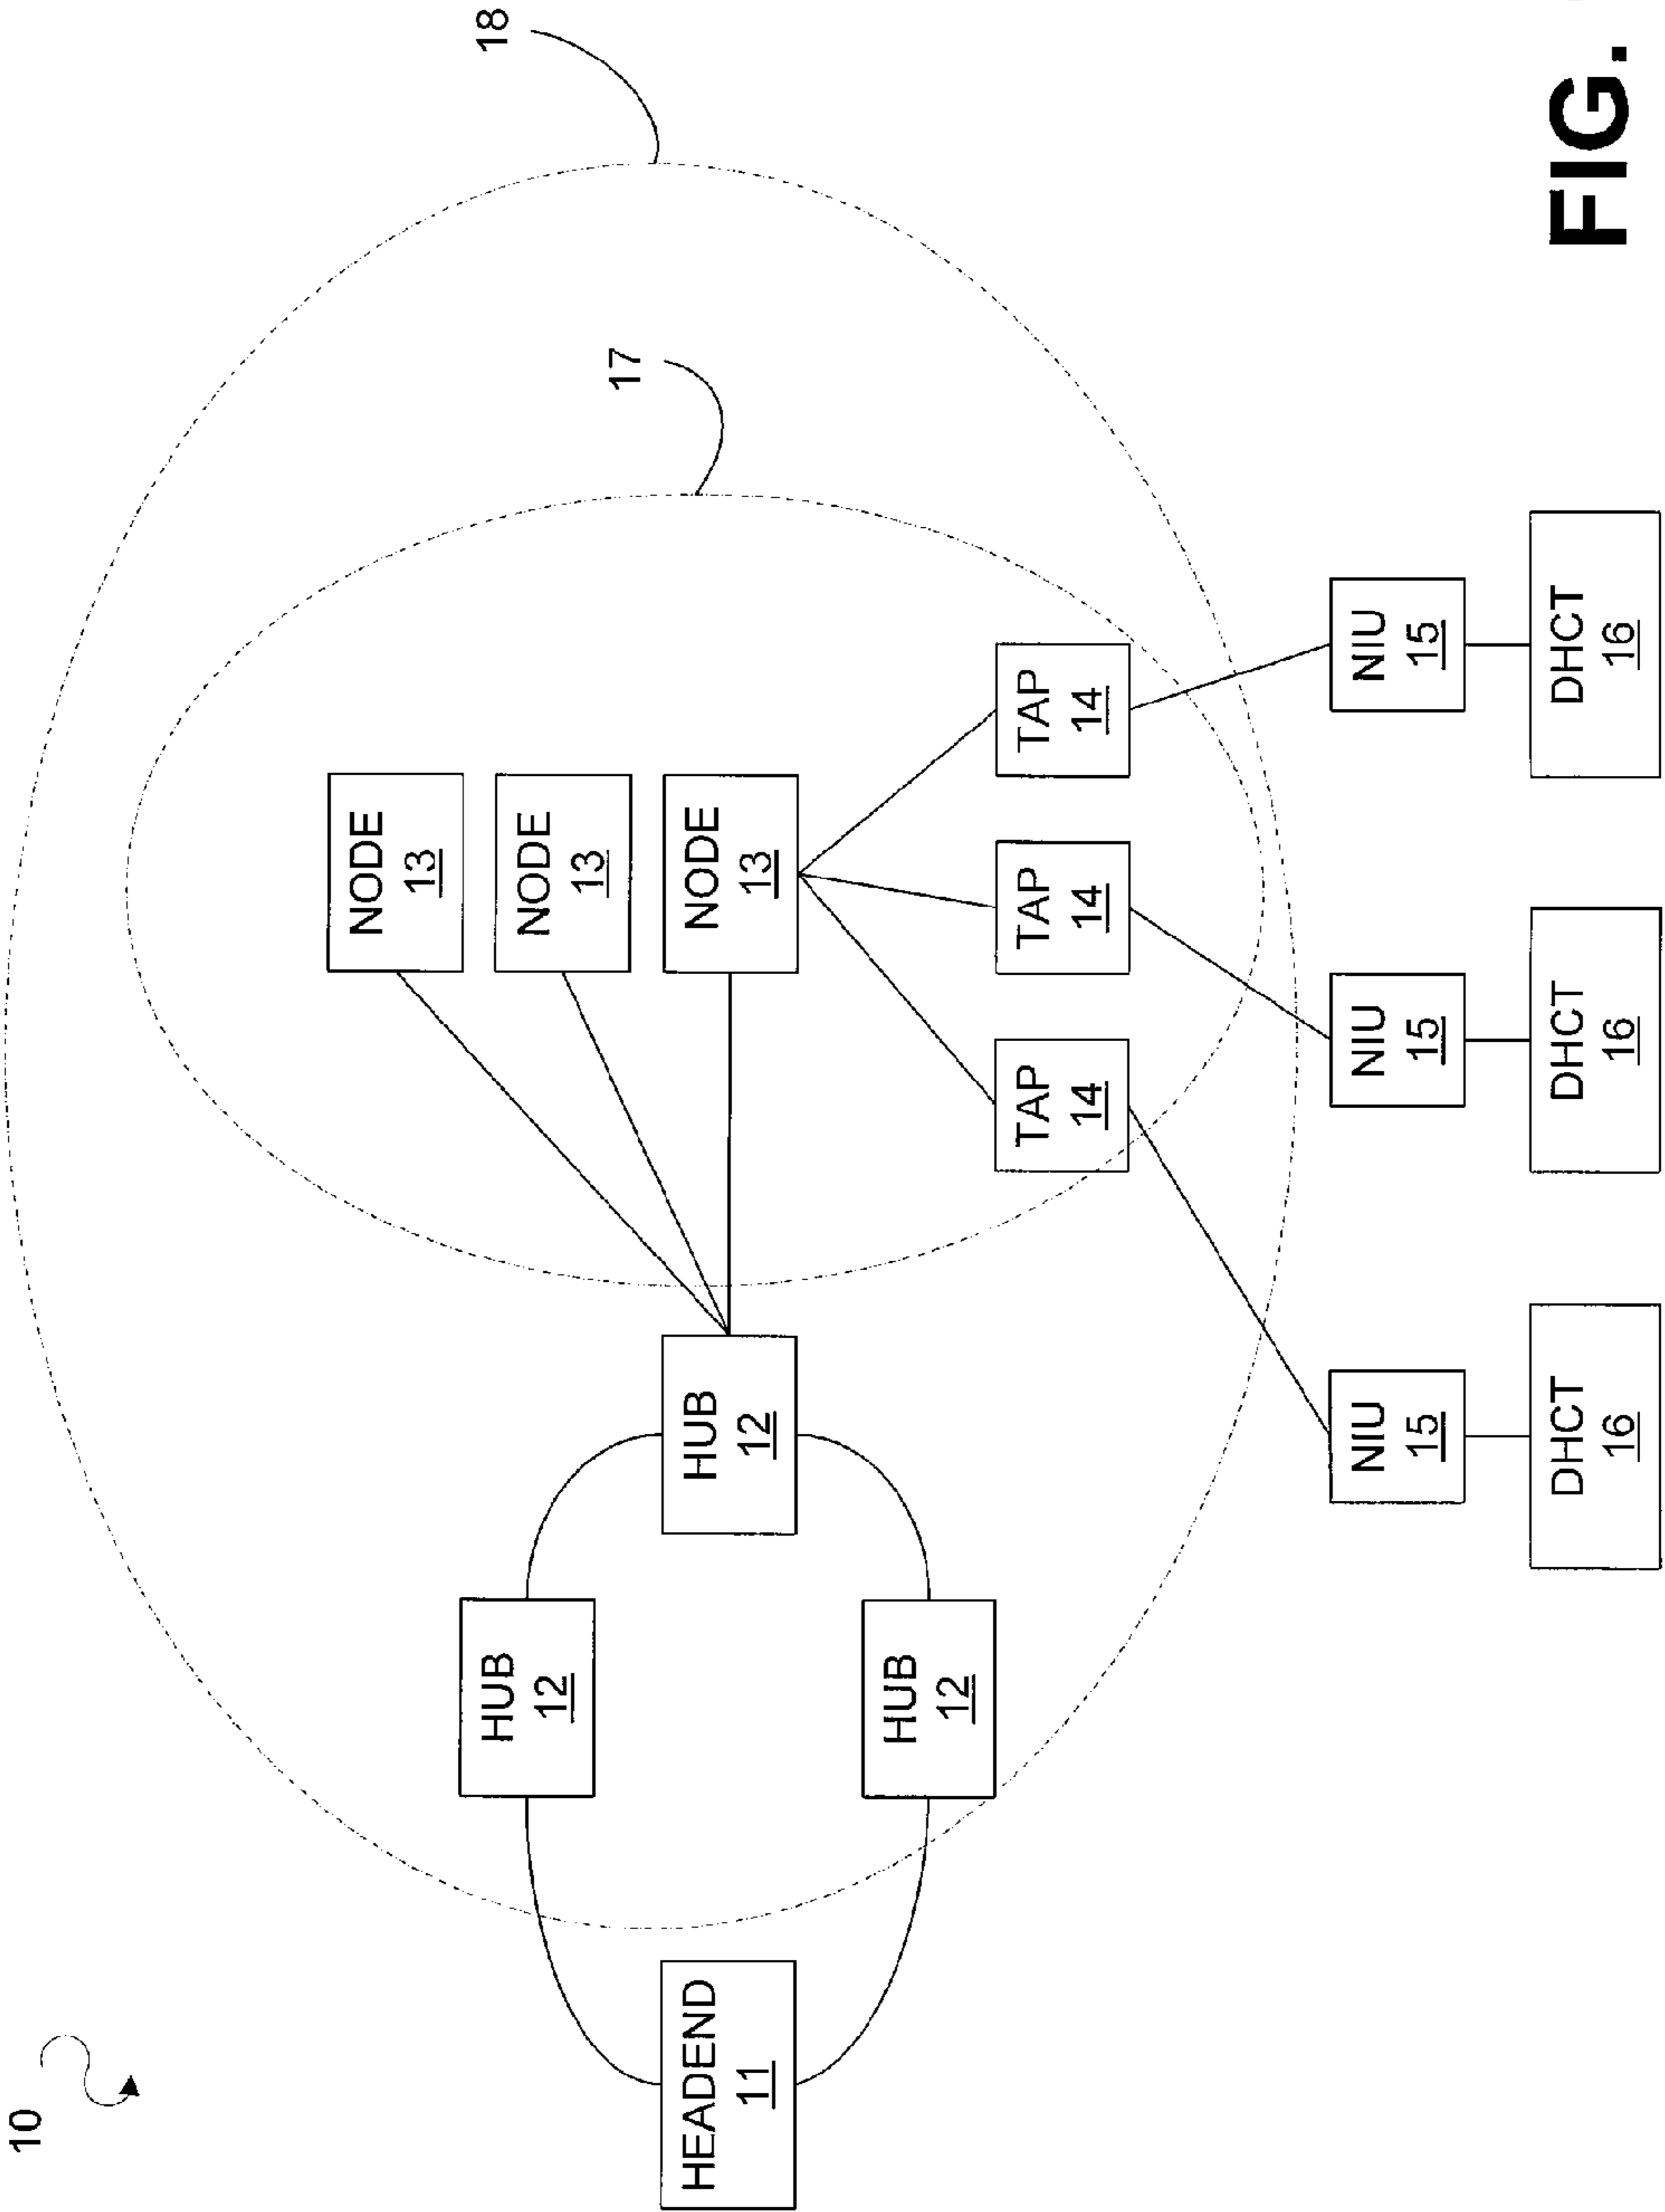 10
NODE
13
18
HUB
12
NODE
13
17
HEADEND
11
HUB
12
NODE
13
HUB
12
TAP
14
TAP
14
TAP
14
NIU
15
NIU
15
NIU
15
DHCT
16
DHCT
16
DHCT
16
FIG.